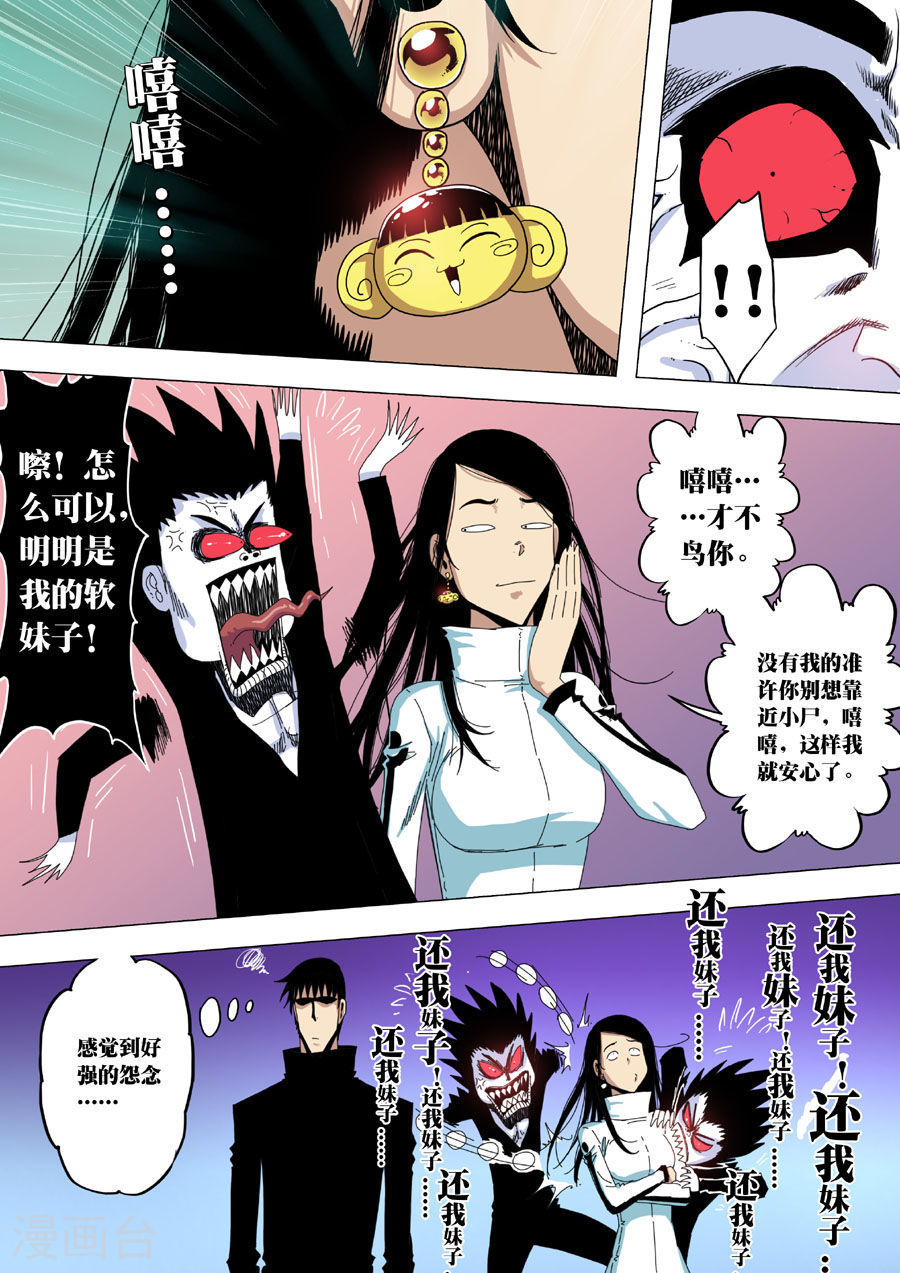 嘻嘻……
！！
嚓！怎
么可以，
明明是
我的软
妹子！
嘻嘻…
…才不
鸟你。
没有我的准
许你别想靠
近小尸，嘻
嘻，这样我
就安心了。
感觉到好
强的怨念
……
还我妹子！还我妹子……
还我妹子……
还我妹子……
还我妹子……
还我妹子！还我妹子……
还我妹子！还我妹子…
还我妹子……
漫画台